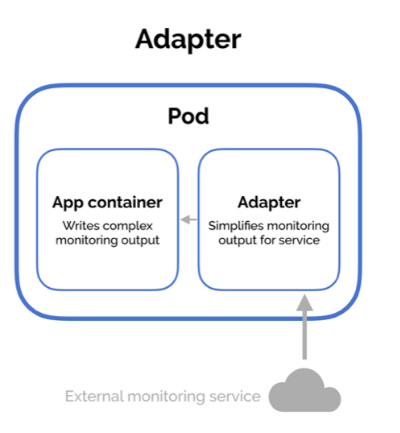 Adapter
Pod
App container
Writes complex
monitoring output
Adapter
Simplifies monitoring
output for service
External monitoring service